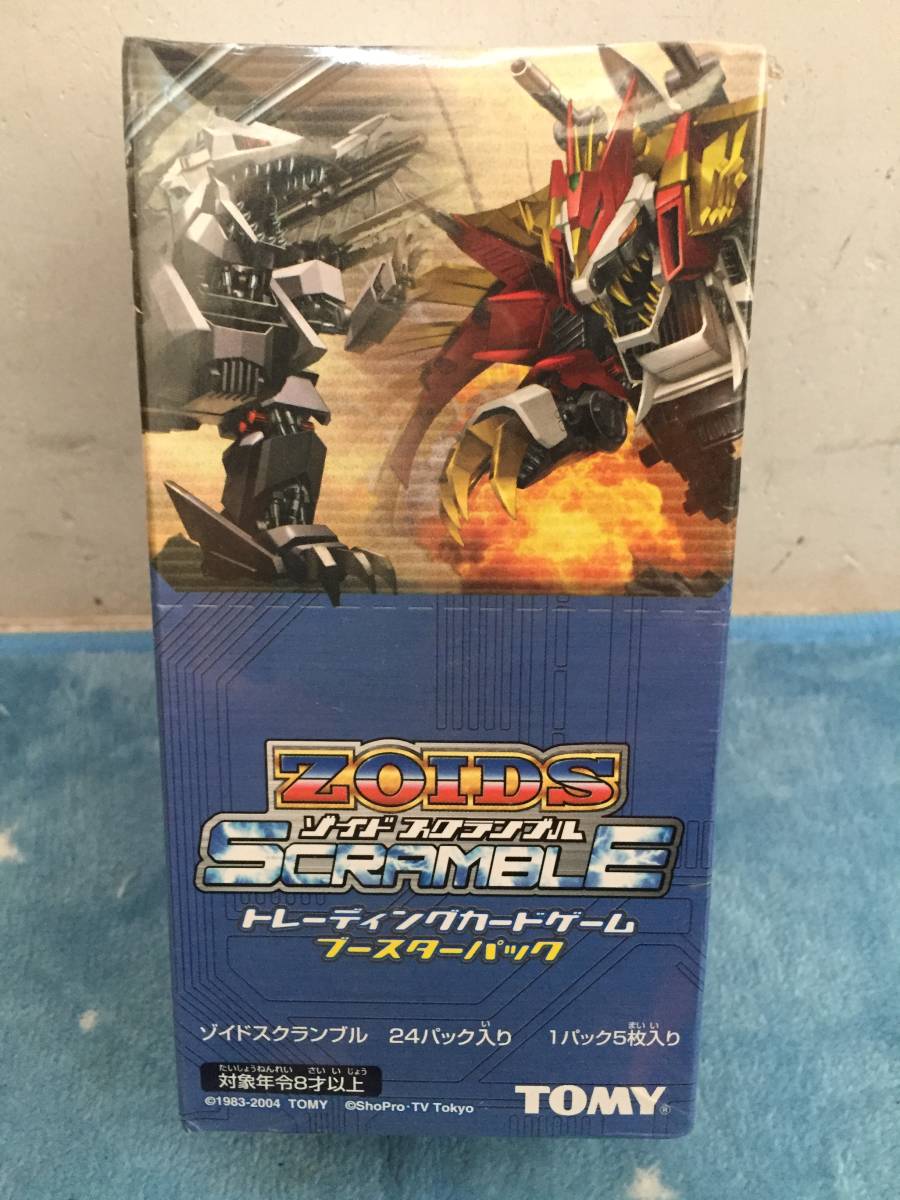 ZOIDS
ゾイドスクランブル
SCRAMBLE
トレーディングカードゲーム
ブースターパック
ゾイドスクランブル 24パック入り 1パック5枚入り
い まい い
たいしょうねんれい さい いじょう
対象年令8才以上
©1983-2004 TOMY ©ShoPro・TV Tokyo
TOMY®